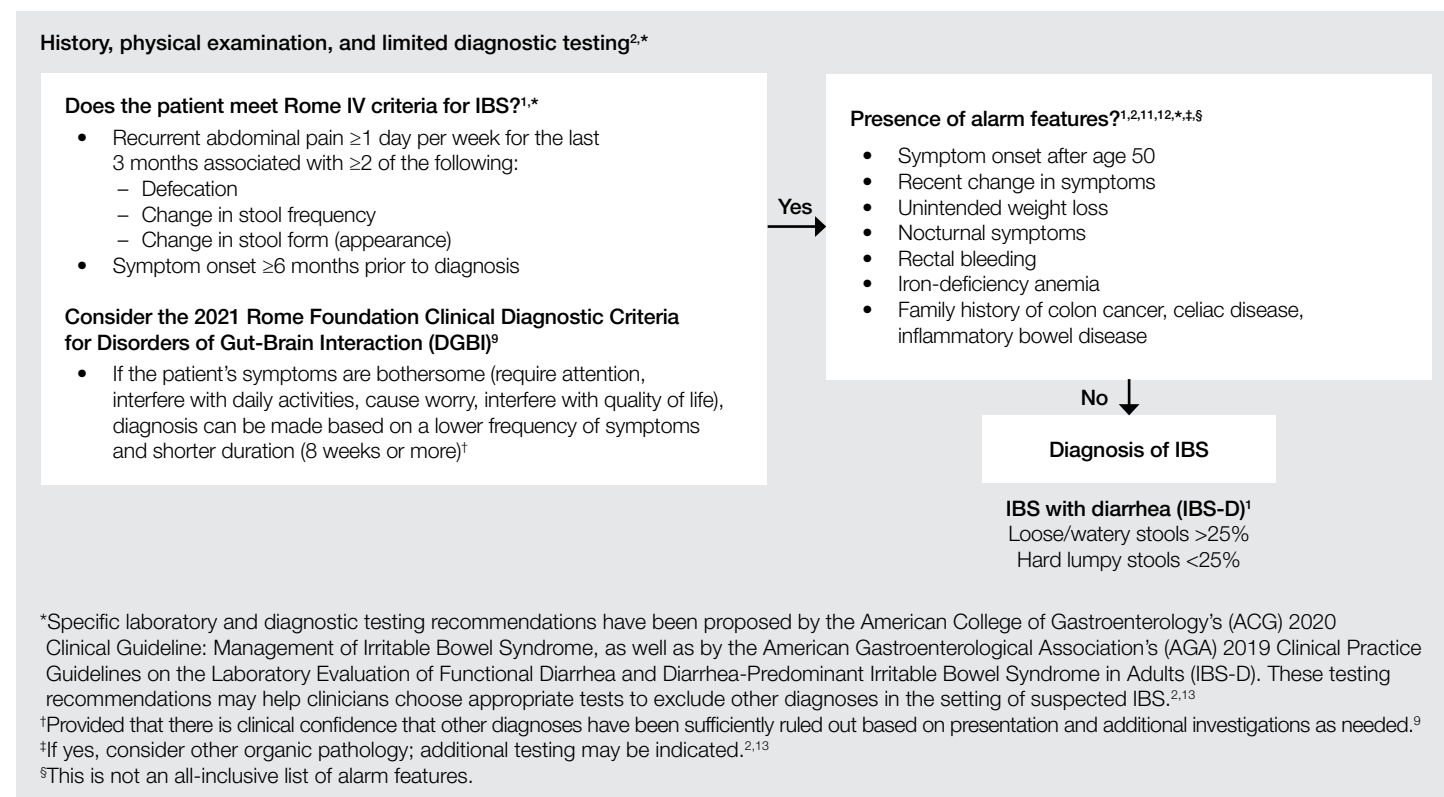 History, physical examination, and limited diagnostic testing²,*
Does the patient meet Rome IV criteria for IBS?¹,*
• Recurrent abdominal pain ≥1 day per week for the last
3 months associated with ≥2 of the following:
– Defecation
– Change in stool frequency
– Change in stool form (appearance)
• Symptom onset ≥6 months prior to diagnosis
Consider the 2021 Rome Foundation Clinical Diagnostic Criteria
for Disorders of Gut-Brain Interaction (DGBI)⁹
• If the patient’s symptoms are bothersome (require attention,
interfere with daily activities, cause worry, interfere with quality of life),
diagnosis can be made based on a lower frequency of symptoms
and shorter duration (8 weeks or more)†
Yes
Presence of alarm features?¹,²,¹¹,¹²,*,‡,§
• Symptom onset after age 50
• Recent change in symptoms
• Unintended weight loss
• Nocturnal symptoms
• Rectal bleeding
• Iron-deficiency anemia
• Family history of colon cancer, celiac disease,
inflammatory bowel disease
No
Diagnosis of IBS
IBS with diarrhea (IBS-D)¹
Loose/watery stools >25%
Hard lumpy stools <25%
*Specific laboratory and diagnostic testing recommendations have been proposed by the American College of Gastroenterology’s (ACG) 2020
Clinical Guideline: Management of Irritable Bowel Syndrome, as well as by the American Gastroenterological Association’s (AGA) 2019 Clinical Practice
Guidelines on the Laboratory Evaluation of Functional Diarrhea and Diarrhea-Predominant Irritable Bowel Syndrome in Adults (IBS-D). These testing
recommendations may help clinicians choose appropriate tests to exclude other diagnoses in the setting of suspected IBS.²,¹³
†Provided that there is clinical confidence that other diagnoses have been sufficiently ruled out based on presentation and additional investigations as needed.⁹
‡If yes, consider other organic pathology; additional testing may be indicated.²,¹³
§This is not an all-inclusive list of alarm features.